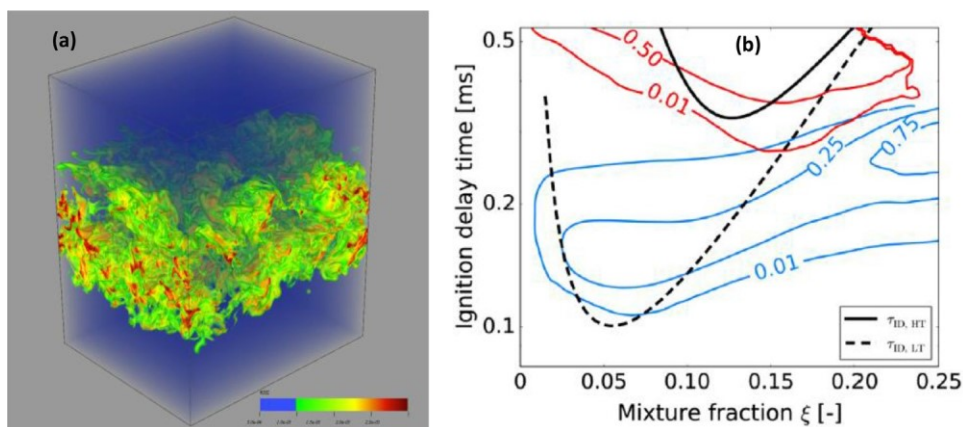 (a)
(b)
Ignition delay time [ms]
0.5
0.2
0.1
0.50
0.01
0.25
0.75
0.01
τID, HT
τID, LT
0 0.05 0.10 0.15 0.20 0.25
Mixture fraction ξ [-]